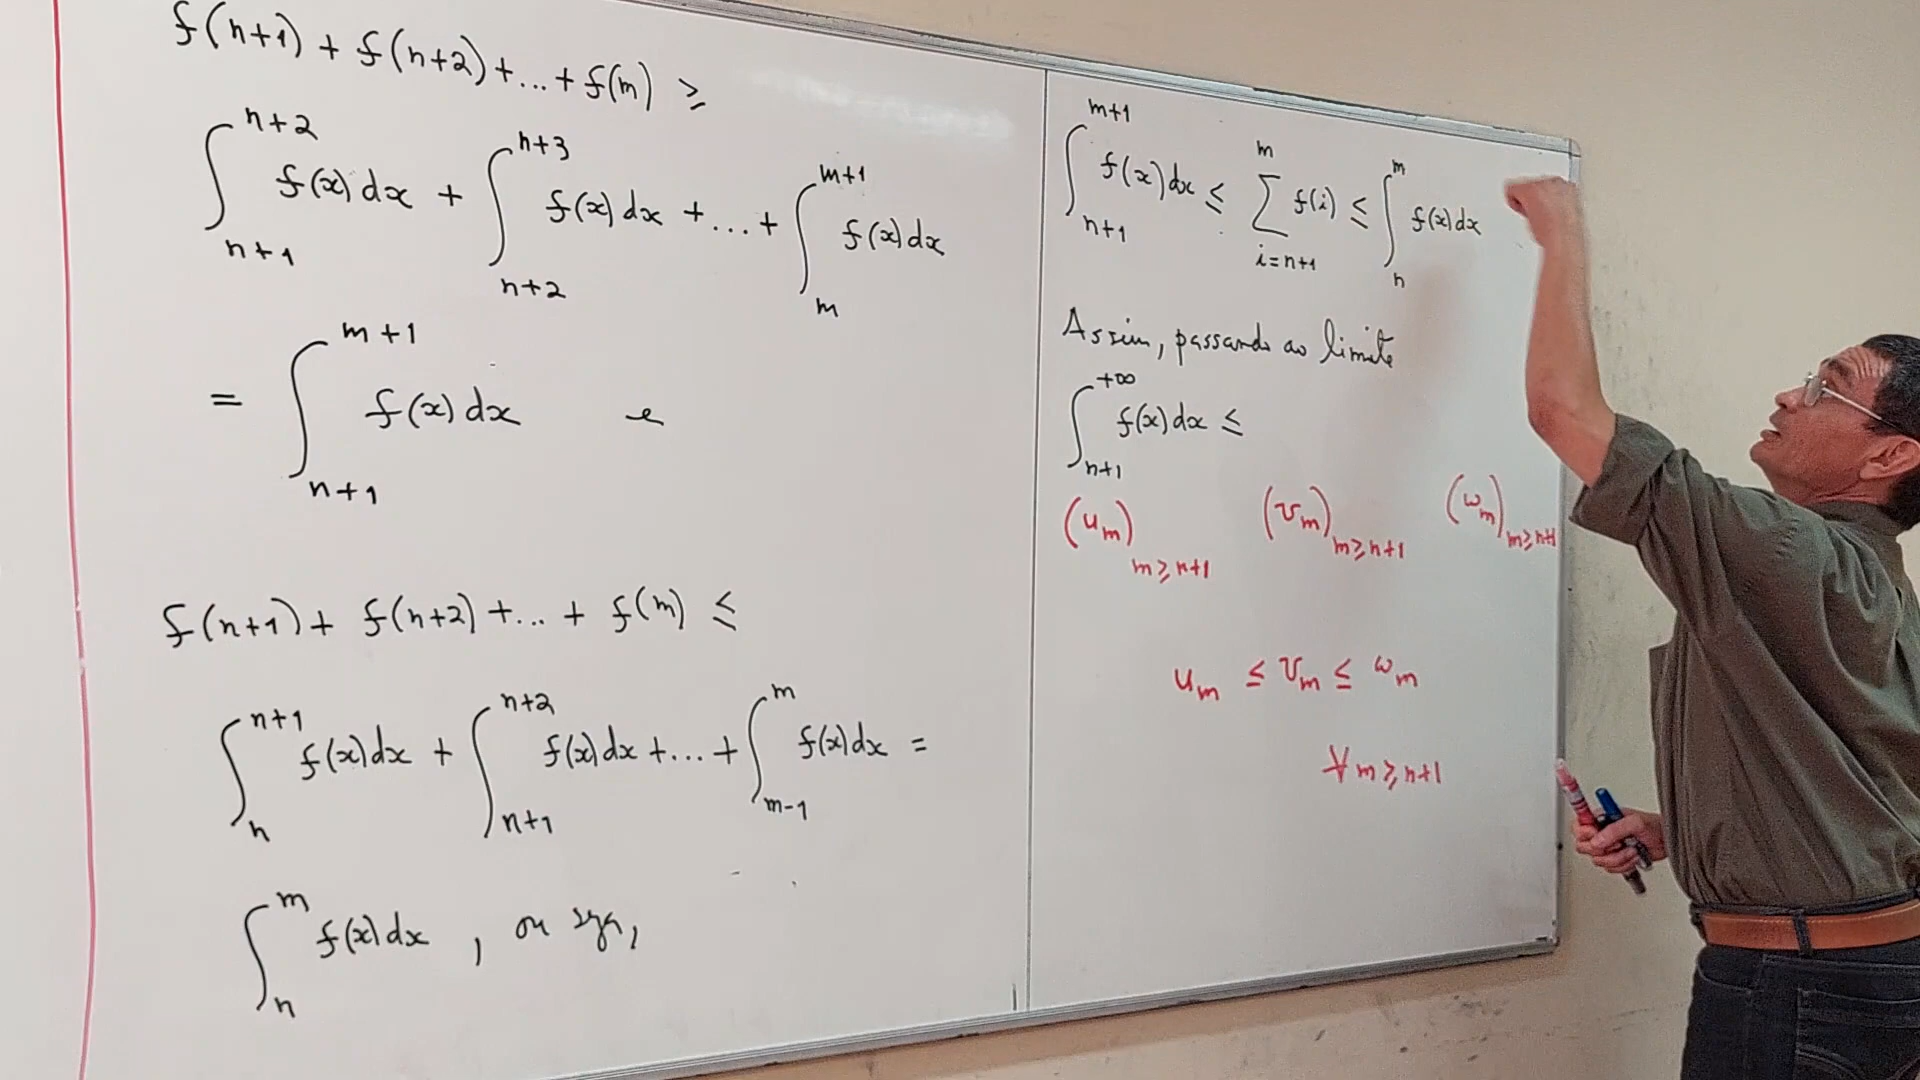 f(n+1) + f(n+2) + ... + f(m) ≥
∫_{n+1}^{n+2} f(x) dx + ∫_{n+2}^{n+3} f(x) dx + ... + ∫_{m}^{m+1} f(x) dx
= ∫_{n+1}^{m+1} f(x) dx e
f(n+1) + f(n+2) + ... + f(m) ≤
∫_{n}^{n+1} f(x) dx + ∫_{n+1}^{n+2} f(x) dx + ... + ∫_{m-1}^{m} f(x) dx =
∫_{n}^{m} f(x) dx , ou seja,
∫_{n+1}^{m+1} f(x) dx ≤ ∑_{i=n+1}^{m} f(i) ≤ ∫_{n}^{m} f(x) dx
Assim, passando ao limite
∫_{n+1}^{+∞} f(x) dx ≤
(u_m)_{m≥n+1} (v_m)_{m≥n+1} (w_m)_{m≥n+1}
u_m ≤ v_m ≤ w_m
∀ m ≥ n+1